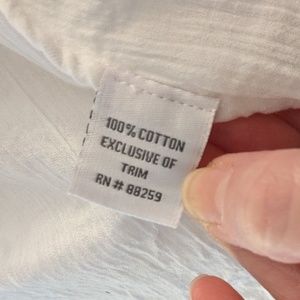 100% COTTON
EXCLUSIVE OF
TRIM
RN # 88259